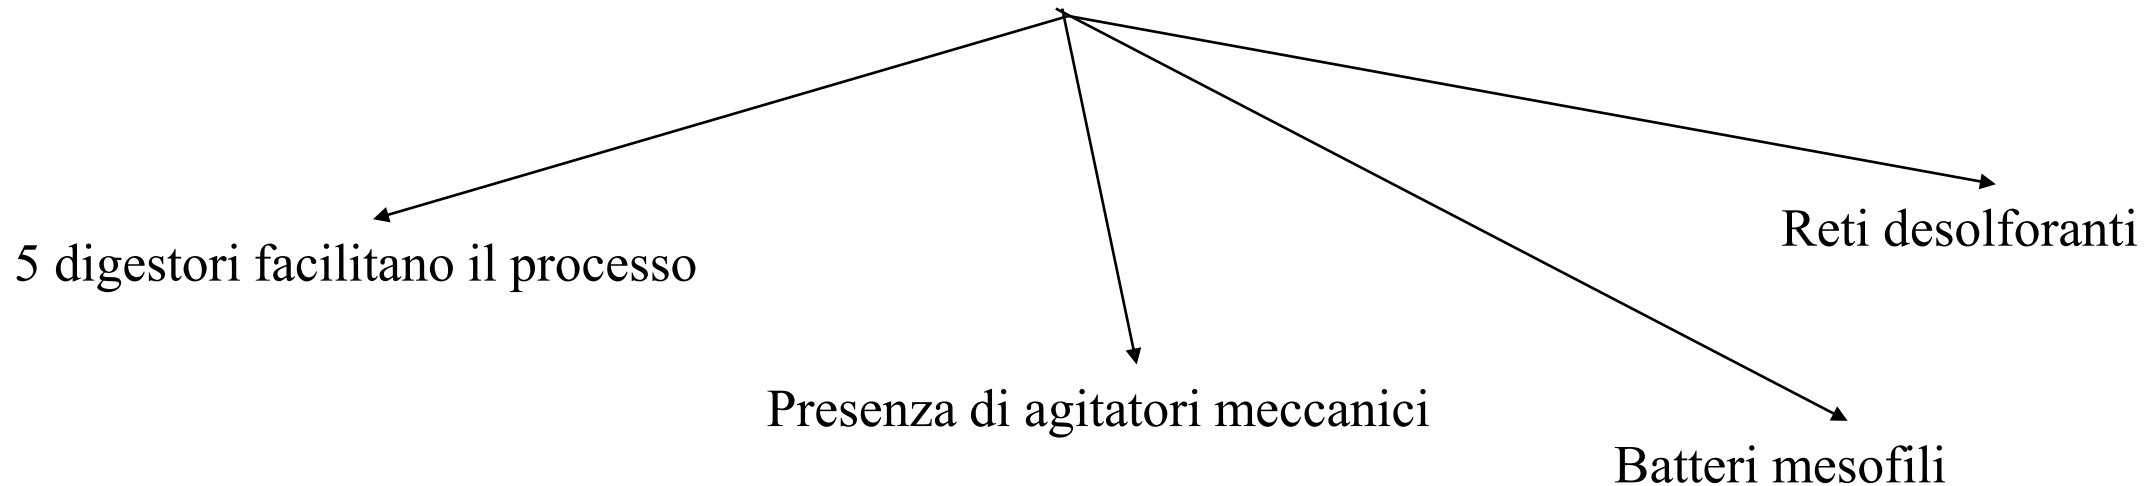 Reti desolforanti
5 digestori facilitano il processo
Presenza di agitatori meccanici
Batteri mesofili